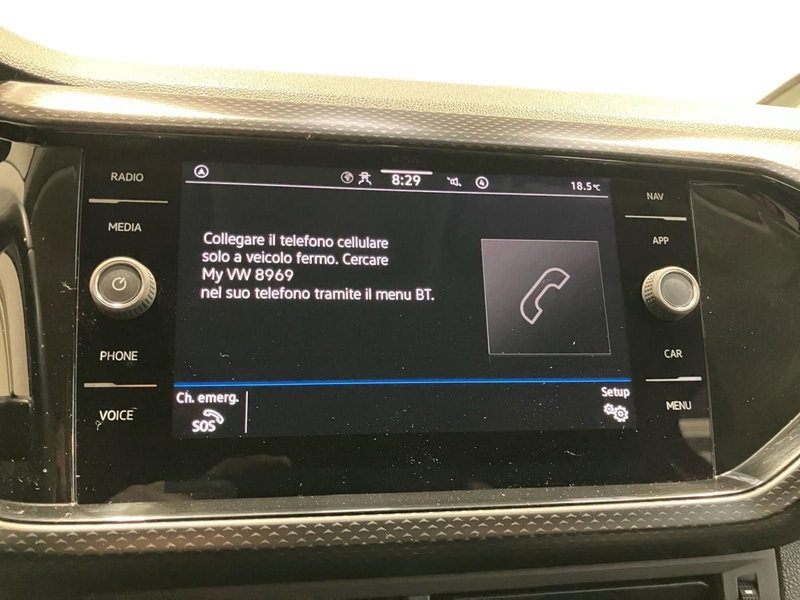 RADIO
MEDIA
PHONE
VOICE
8:29
4
18.5°C
Collegare il telefono cellulare
solo a veicolo fermo. Cercare
My VW 8969
nel suo telefono tramite il menu BT.
Ch. emerg.
SOS
Setup
NAV
APP
CAR
MENU